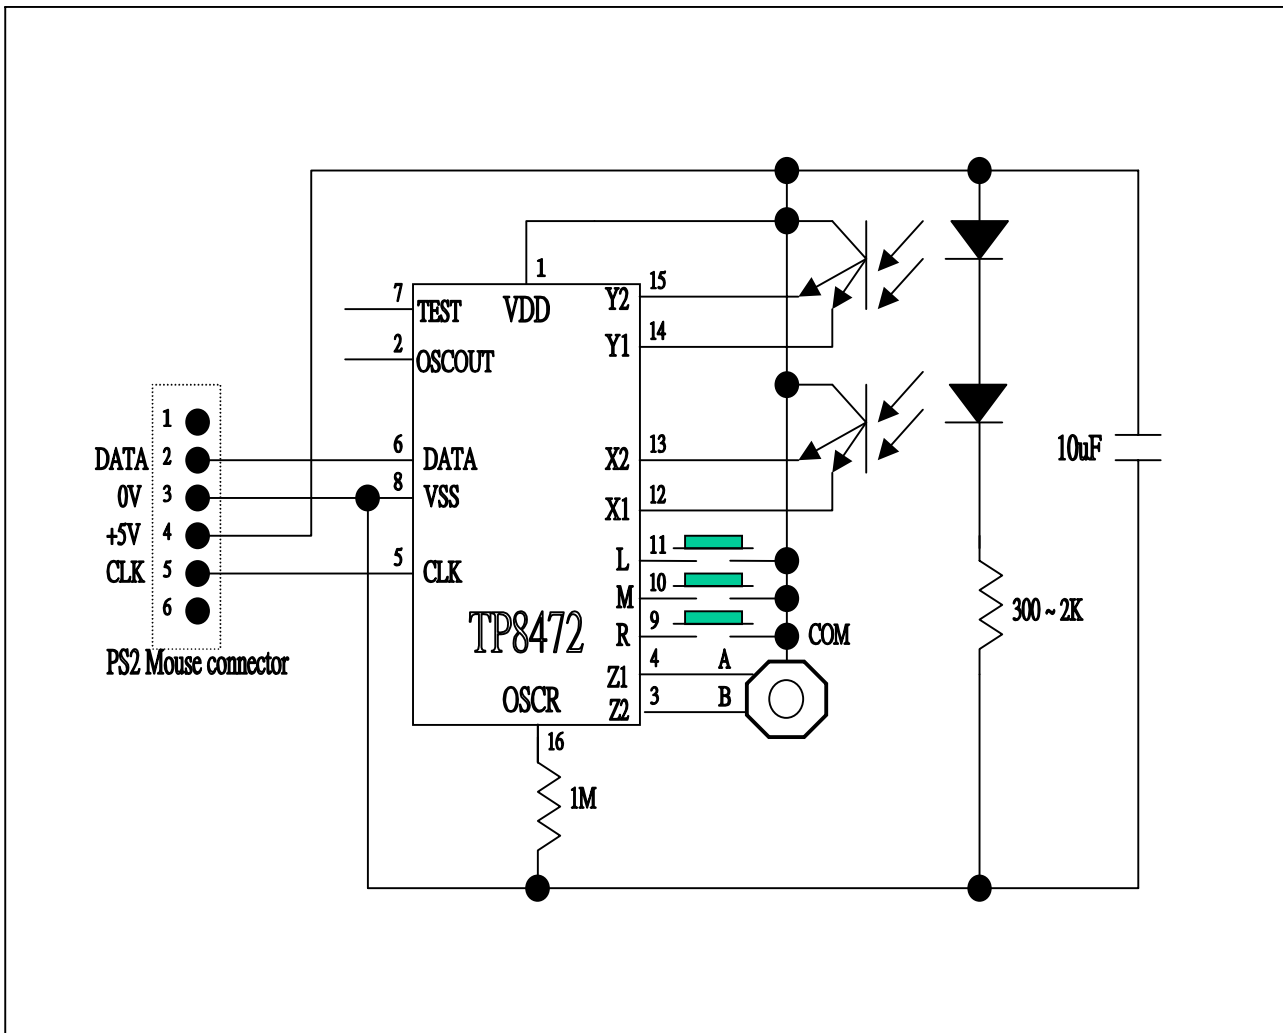 1
VDD
7
TEST
2
OSCOUT
6
DATA
8
VSS
5
CLK
TP8472
OSCR
16
1M
15
Y2
14
Y1
13
X2
12
X1
11
L
10
M
9
R
4
Z1
A
3
Z2
B
COM
1
DATA 2
0V 3
+5V 4
CLK 5
6
PS2 Mouse connector
10uF
300 ~ 2K